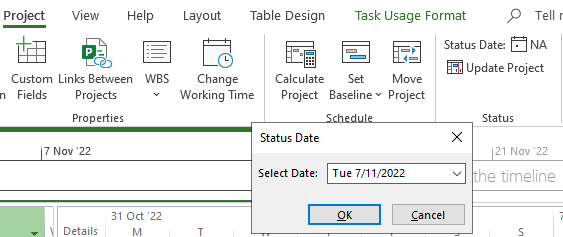 Project Help Layout Table Design Task Usage Format Tell
Custom Fields Links Between Projects WBS Change Working Time Calculate Project Set Baseline Move Project Status Date: NA
Update Project
Properties Schedule Status
7 Nov '22 21 Nov '22
the timeline
Status Date
Select Date: Tue 7/11/2022
OK Cancel
31 Oct '22
Details M T W T F S S